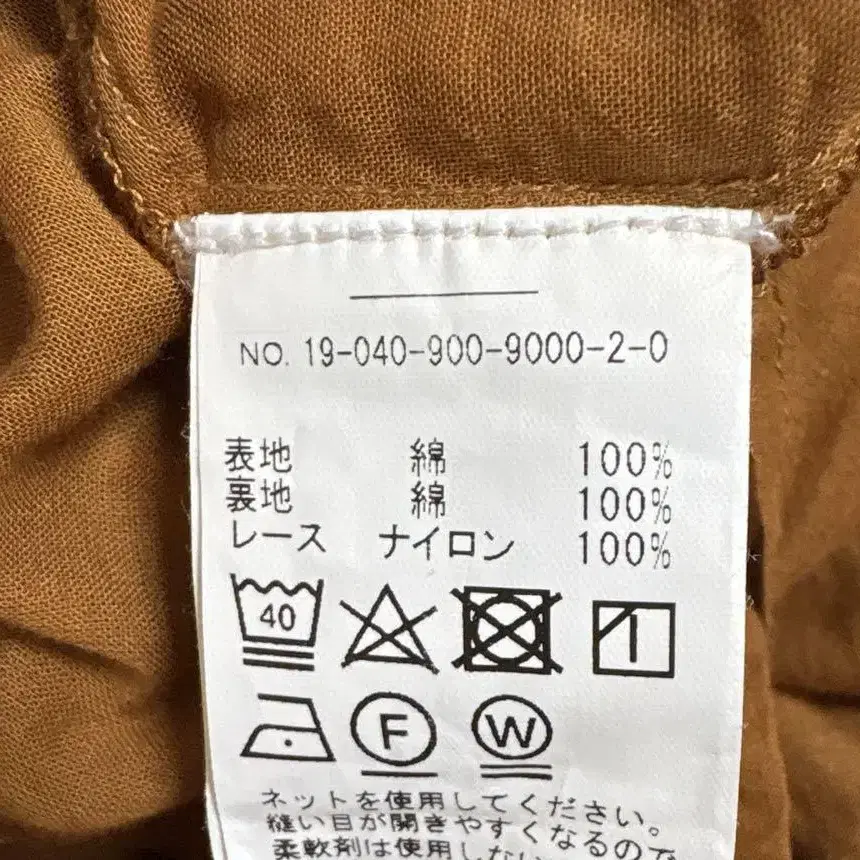 NO. 19-040-900-9000-2-0
表地 綿 100%
裏地 綿 100%
レース ナイロン 100%
40
F W
ネットを使用してください。
縫い目が開きやすくなるので
柔軟剤は使用しない